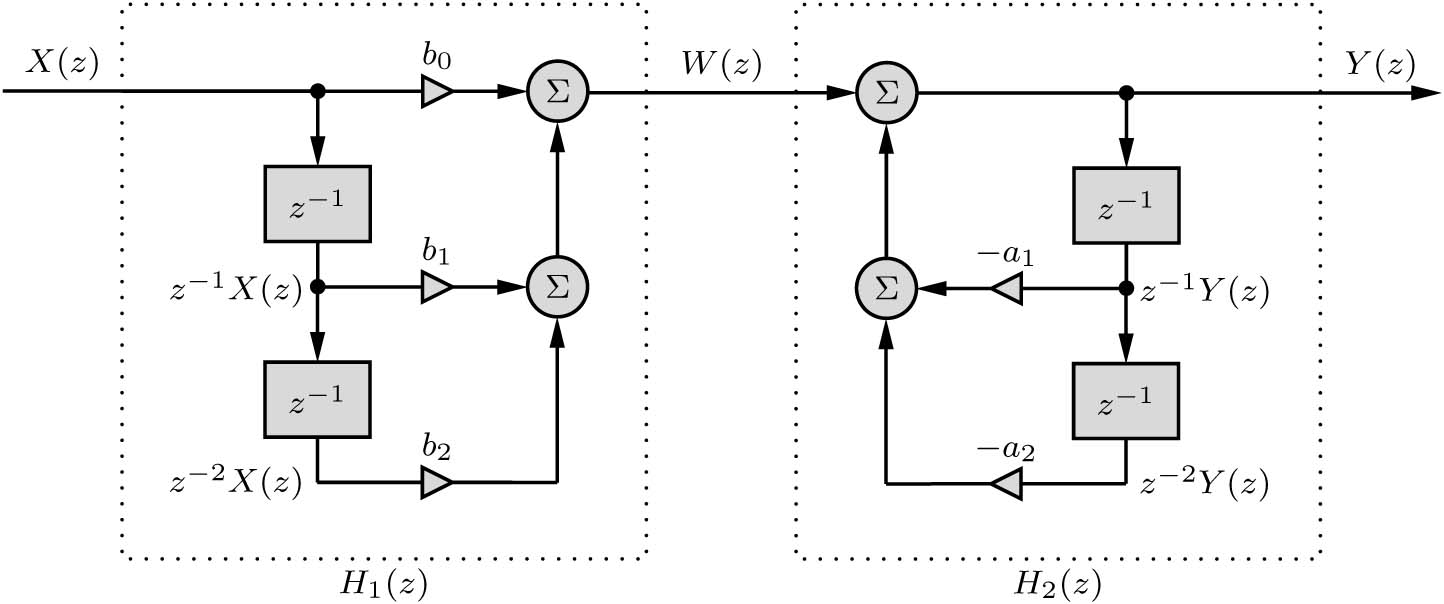 X(z) b₀ Σ W(z) Σ Y(z)
z⁻¹ z⁻¹
b₁ −a₁
z⁻¹X(z) Σ Σ z⁻¹Y(z)
z⁻¹ z⁻¹
b₂ −a₂
z⁻²X(z) z⁻²Y(z)
H₁(z) H₂(z)